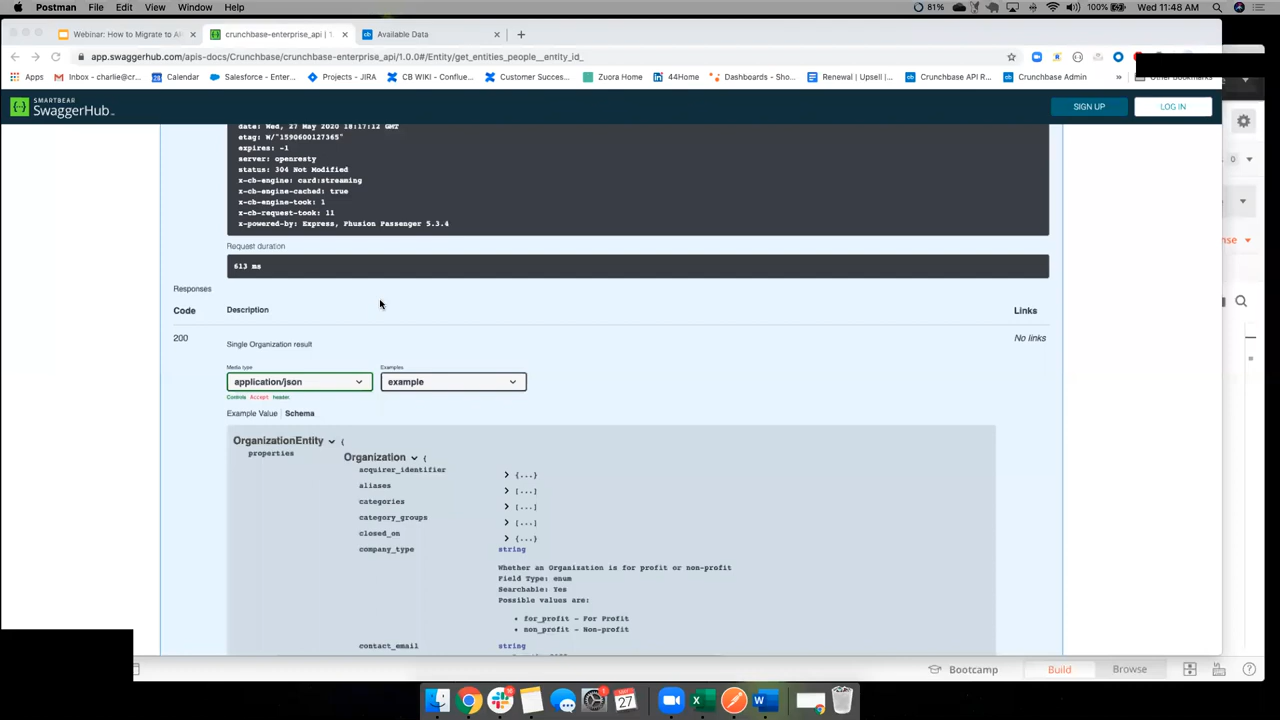 Postman File Edit View Window Help 81% Wed 11:48 AM
Webinar: How to Migrate to AP
crunchbase-enterprise_api | 1.
Available Data
app.swaggerhub.com/apis-docs/Crunchbase/crunchbase-enterprise_api/1.0.0#/Entity/get_entities_people__entity_id_
Apps Inbox - charlie@cr... Calendar Salesforce - Enter... Projects - JIRA CB WIKI - Conflue... Customer Succes... Zuora Home 44Home Dashboards - Sho... Renewal | Upsell |... Crunchbase API R... Crunchbase Admin »
SMARTBEAR
SwaggerHub
SIGN UP LOG IN
date: Wed, 27 May 2020 18:17:12 GMT
etag: W/"1590600127365"
expires: -1
server: openresty
status: 304 Not Modified
x-cb-engine: card:streaming
x-cb-engine-cached: true
x-cb-engine-took: 1
x-cb-request-took: 11
x-powered-by: Express, Phusion Passenger 5.3.4
Request duration
613 ms
Responses
Code Description Links
200 No links
Single Organization result
Media type Examples
application/json example
Controls Accept header.
Example Value | Schema
OrganizationEntity {
properties
Organization {
acquirer_identifier {...}
aliases [...]
categories [...]
category_groups [...]
closed_on {...}
company_type string
Whether an Organization is for profit or non-profit
Field Type: enum
Searchable: Yes
Possible values are:
• for_profit - For Profit
• non_profit - Non-profit
contact_email string
Bootcamp Build Browse
0
nse
MAY
27